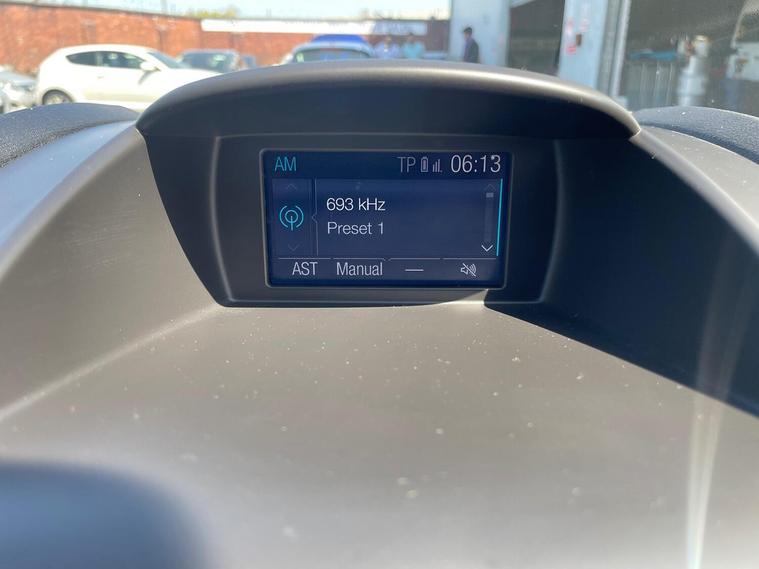 AM TP 06:13
693 kHz
Preset 1
AST Manual —